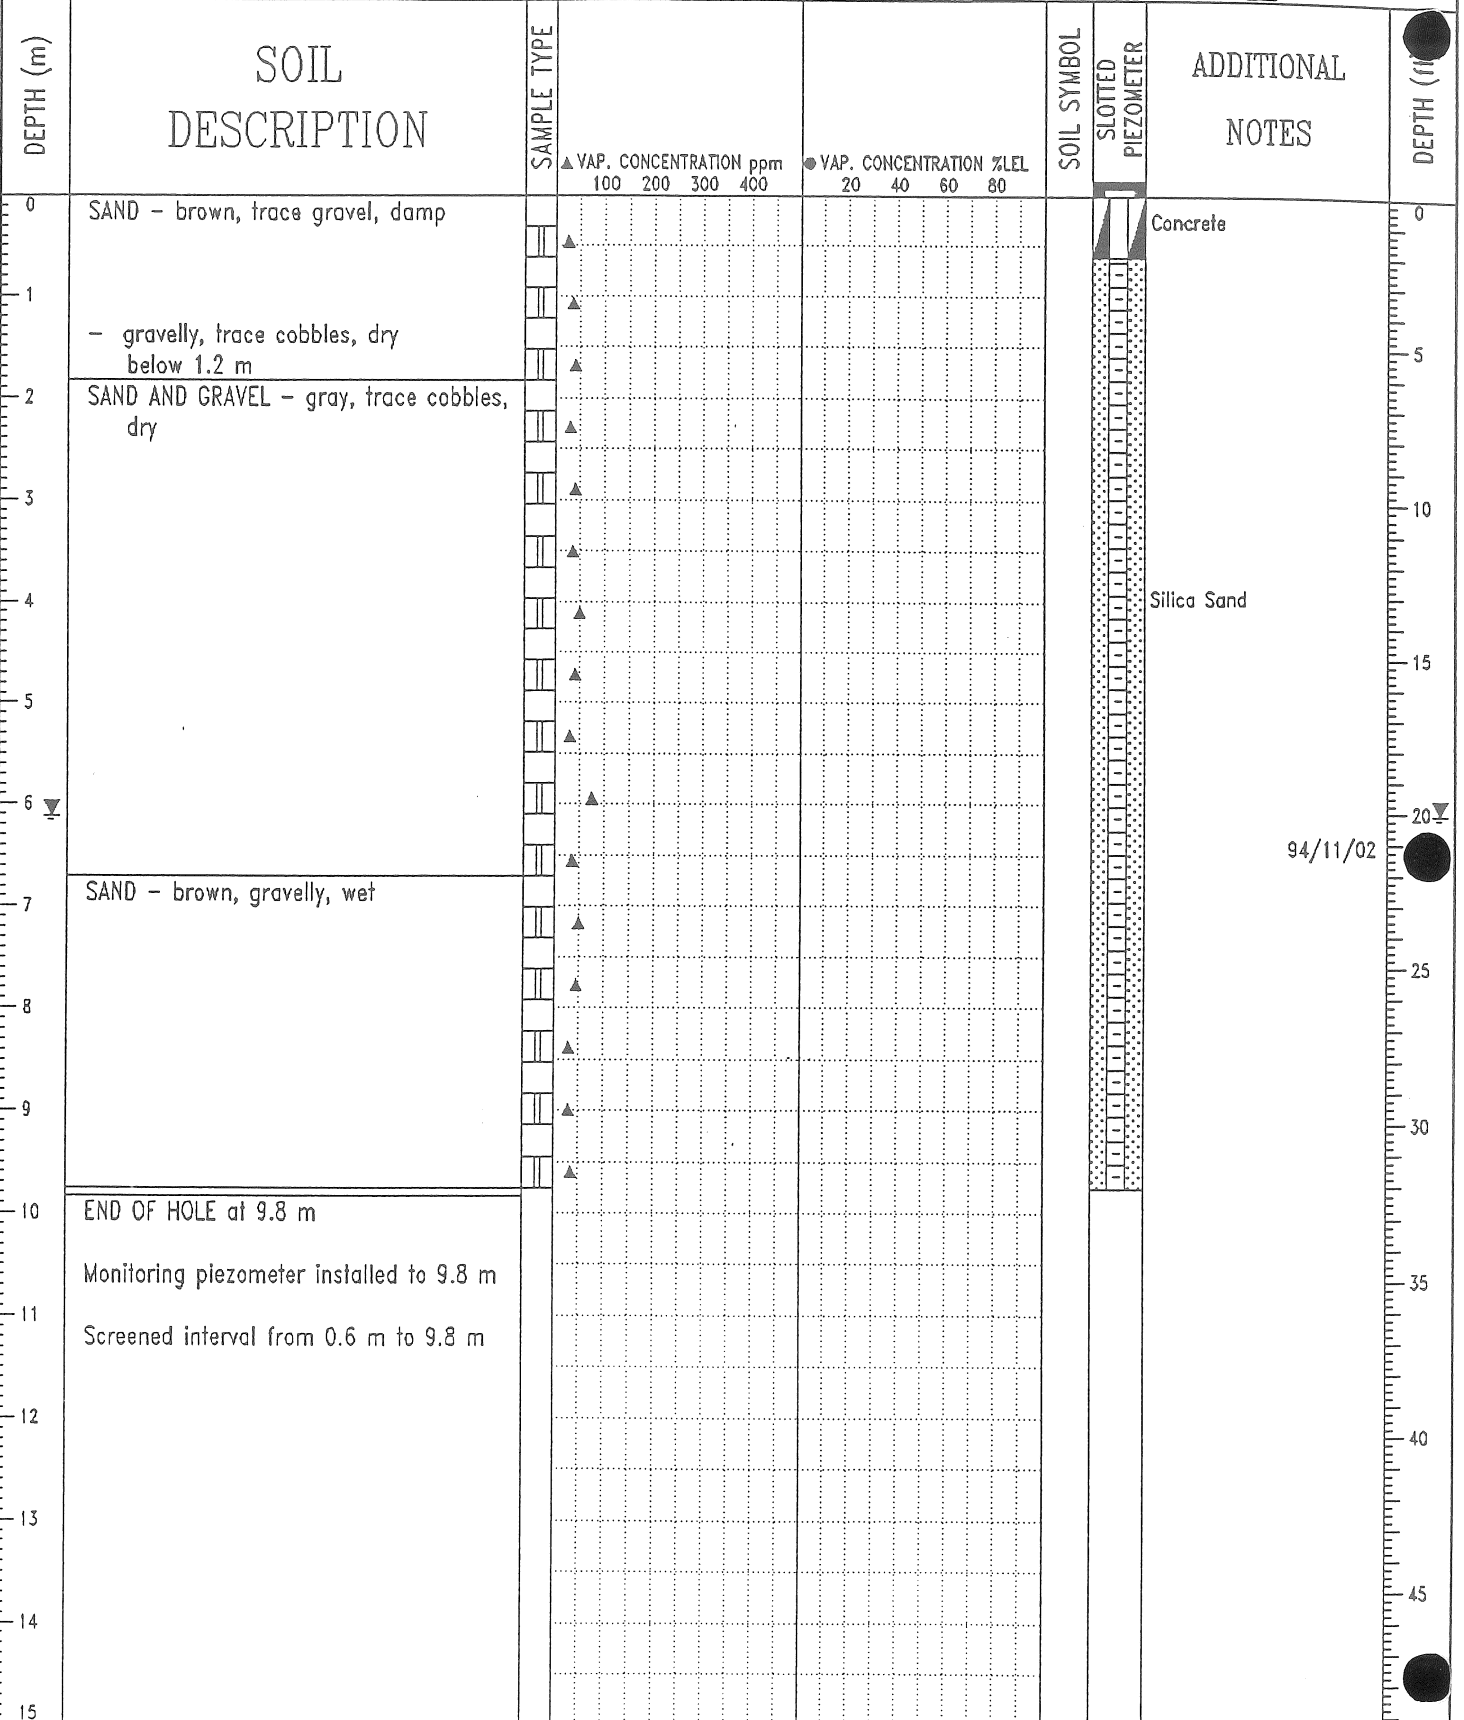 DEPTH (m)
SOIL
DESCRIPTION
SAMPLE TYPE
▲ VAP. CONCENTRATION ppm
100 200 300 400
● VAP. CONCENTRATION %LEL
20 40 60 80
SOIL SYMBOL
SLOTTED
PIEZOMETER
ADDITIONAL
NOTES
DEPTH
0
SAND - brown, trace gravel, damp
Concrete
0
1
- gravelly, trace cobbles, dry
below 1.2 m
5
2
SAND AND GRAVEL - gray, trace cobbles,
dry
3
10
4
Silica Sand
15
5
6
20
94/11/02
SAND - brown, gravelly, wet
7
25
8
9
30
10
END OF HOLE at 9.8 m
Monitoring piezometer installed to 9.8 m
35
11
Screened interval from 0.6 m to 9.8 m
12
40
13
45
14
15